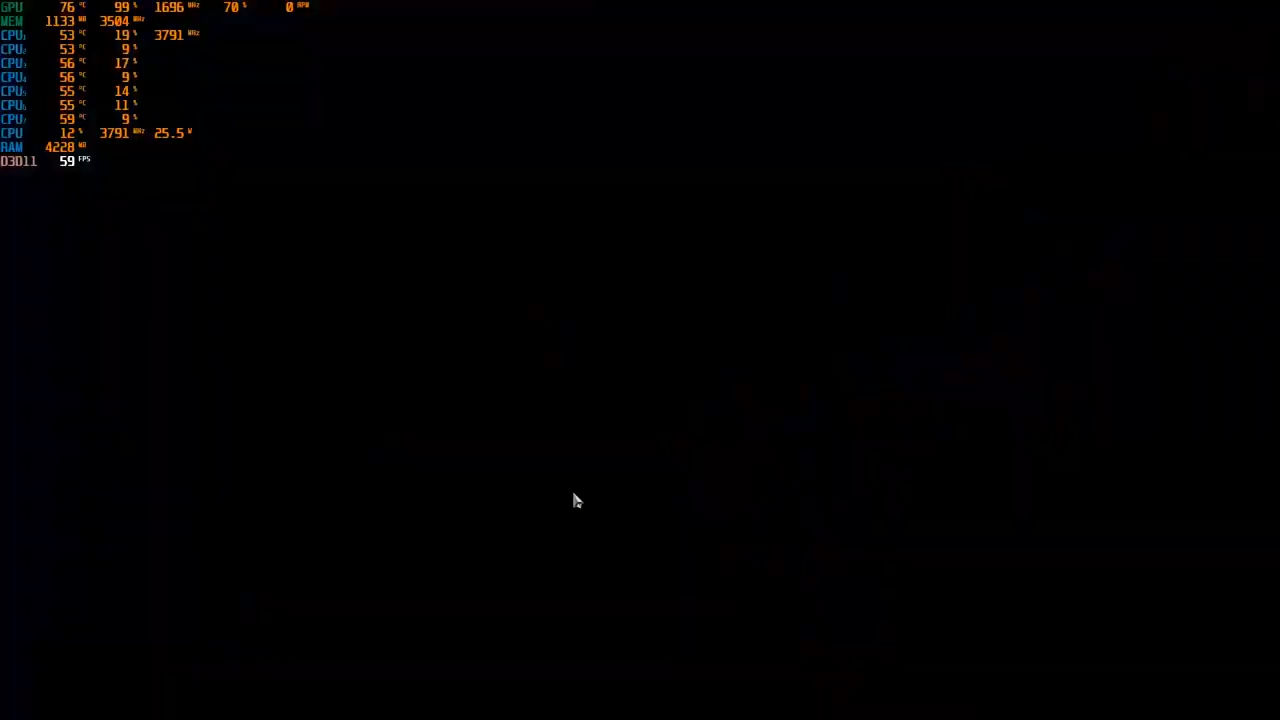 GPU 76 °C 99 % 1696 MHz 70 % 0 RPM
MEM 1133 MB 3504 MHz
CPU1 53 °C 19 % 3791 MHz
CPU2 53 °C 9 %
CPU3 56 °C 17 %
CPU4 56 °C 9 %
CPU5 55 °C 14 %
CPU6 55 °C 11 %
CPU7 59 °C 9 %
CPU 12 % 3791 MHz 25.5 W
RAM 4228 MB
D3D11 59 FPS